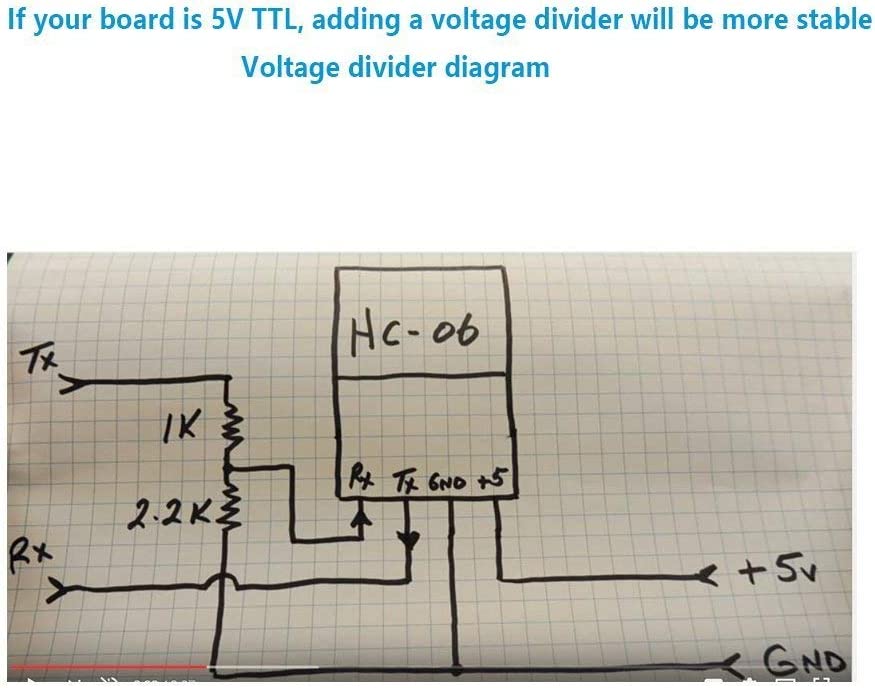 If your board is 5V TTL, adding a voltage divider will be more stable
Voltage divider diagram
HC-06
Tx
1K
Rx Tx GND +5
2.2K
Rx
+5v
GND